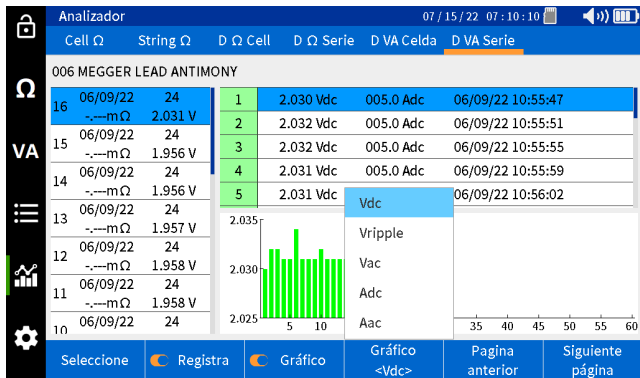 Analizador 07/15/22 07:10:10
Cell Ω String Ω D Ω Cell D Ω Serie D VA Celda D VA Serie
006 MEGGER LEAD ANTIMONY
Ω
VA
16 06/09/22 24
-.---mΩ 2.031 V
15 06/09/22 24
-.---mΩ 1.956 V
14 06/09/22 24
-.---mΩ 1.956 V
13 06/09/22 24
-.---mΩ 1.957 V
12 06/09/22 24
-.---mΩ 1.958 V
11 06/09/22 24
-.---mΩ 1.958 V
10 06/09/22 24
1 2.030 Vdc 005.0 Adc 06/09/22 10:55:47
2 2.032 Vdc 005.0 Adc 06/09/22 10:55:51
3 2.032 Vdc 005.0 Adc 06/09/22 10:55:55
4 2.031 Vdc 005.0 Adc 06/09/22 10:55:59
5 2.031 Vdc 06/09/22 10:56:02
Vdc
Vripple
Vac
Adc
Aac
2.035
2.030
2.025
5 10 35 40 45 50 55 60
Seleccione Registra Gráfico Gráfico <Vdc> Pagina anterior Siguiente página